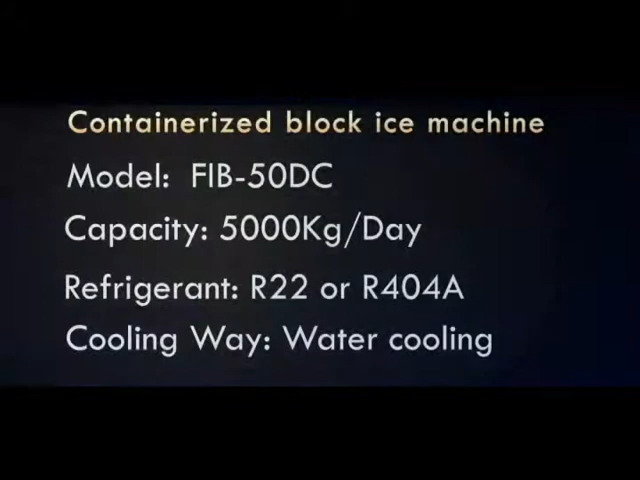 Containerized block ice machine
Model: FIB-50DC
Capacity: 5000Kg/Day
Refrigerant: R22 or R404A
Cooling Way: Water cooling